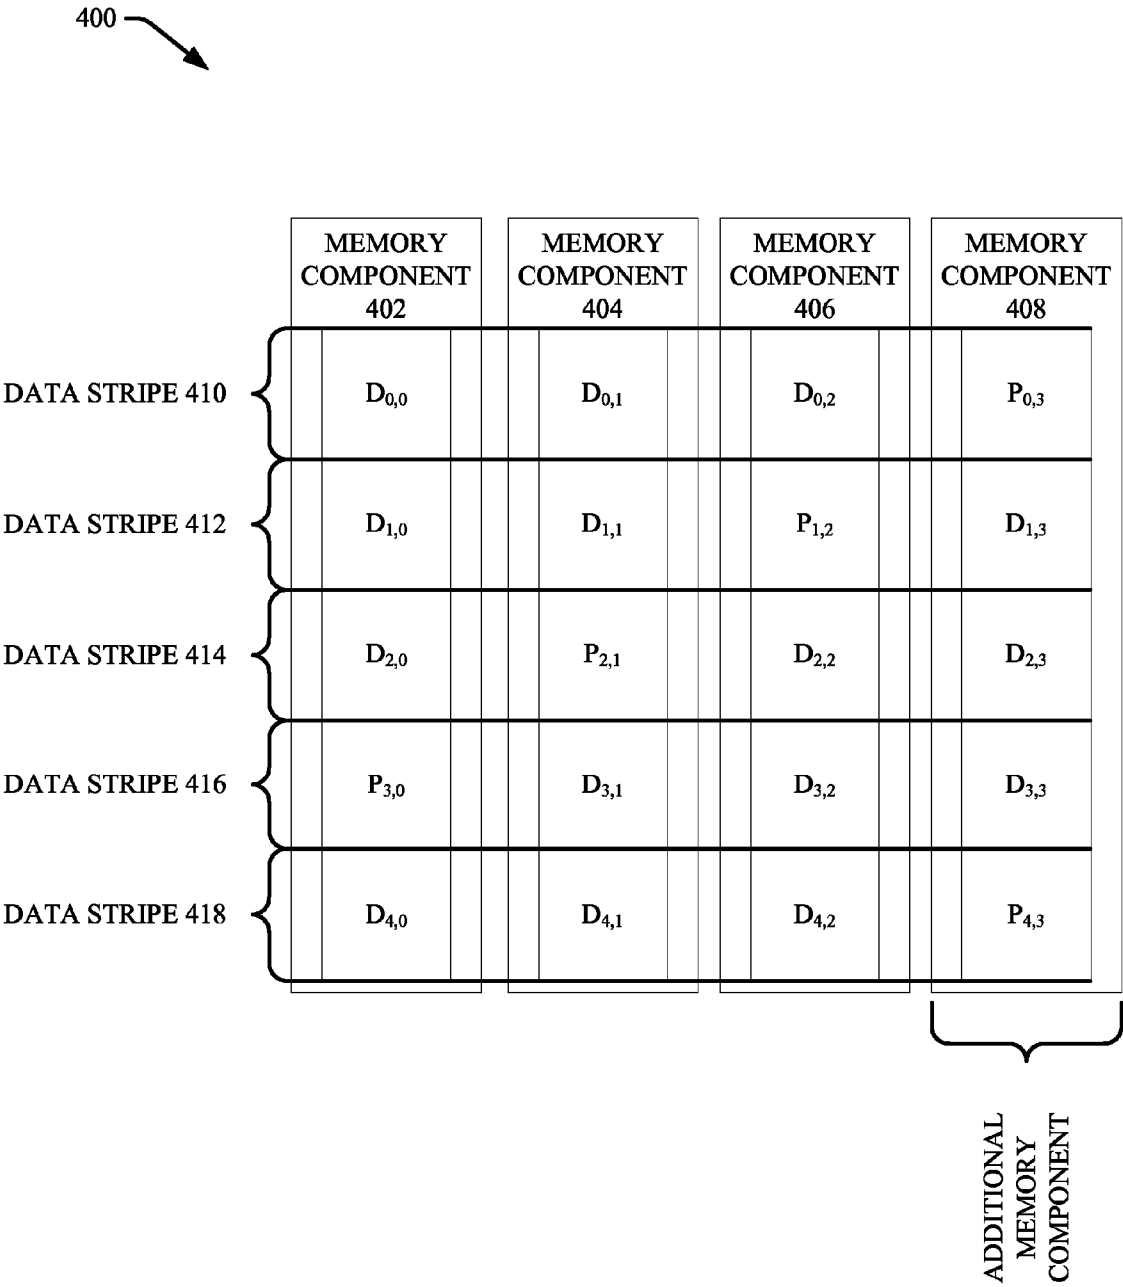 400
MEMORY COMPONENT 402
MEMORY COMPONENT 404
MEMORY COMPONENT 406
MEMORY COMPONENT 408
DATA STRIPE 410
D0,0
D0,1
D0,2
P0,3
DATA STRIPE 412
D1,0
D1,1
P1,2
D1,3
DATA STRIPE 414
D2,0
P2,1
D2,2
D2,3
DATA STRIPE 416
P3,0
D3,1
D3,2
D3,3
DATA STRIPE 418
D4,0
D4,1
D4,2
P4,3
ADDITIONAL
MEMORY
COMPONENT